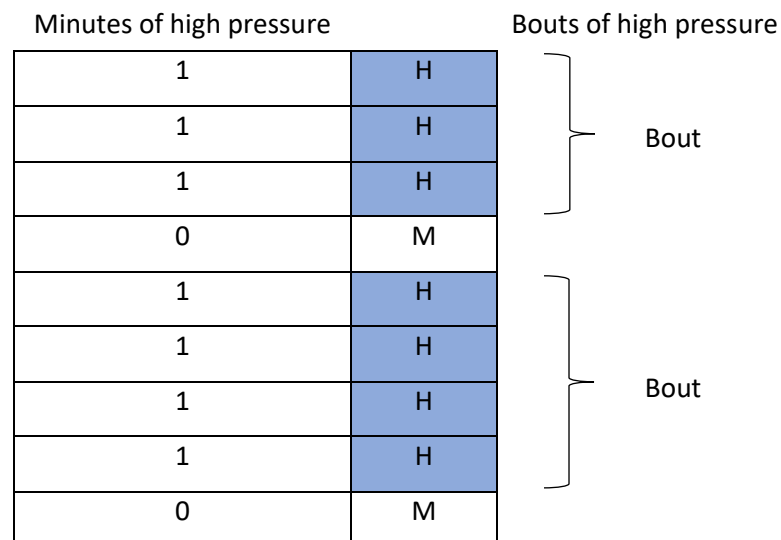 Minutes of high pressure Bouts of high pressure
1 H
1 H
Bout
1 H
0 M
1 H
1 H
1 H
Bout
1 H
0 M